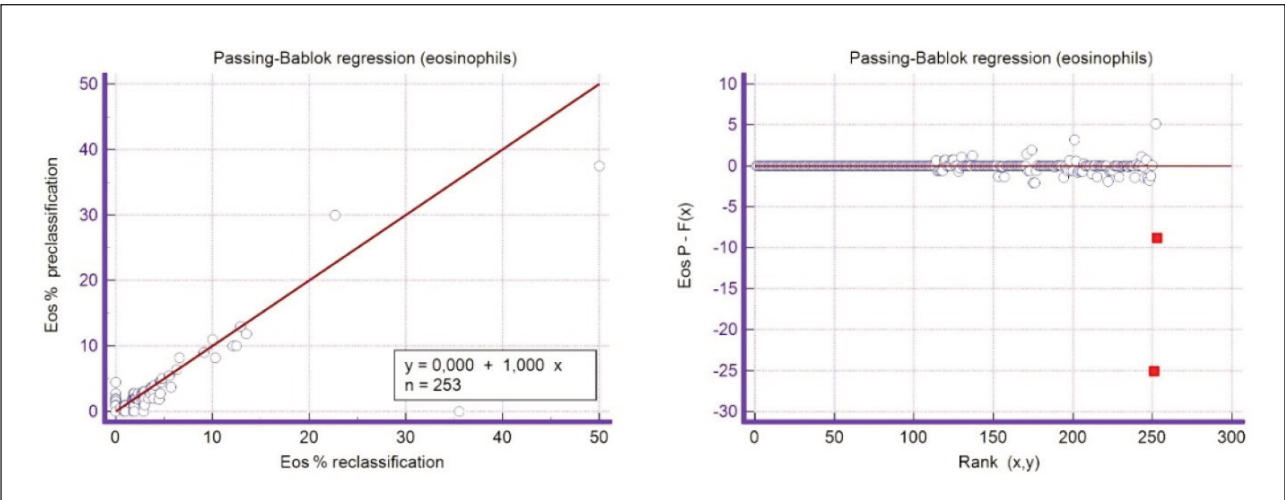 Passing-Bablok regression (eosinophils)
50
40
30
20
10
0
Eos % preclassification
y = 0,000 + 1,000 x
n = 253
0 10 20 30 40 50
Eos % reclassification
Passing-Bablok regression (eosinophils)
10
5
0
-5
-10
-15
-20
-25
-30
Eos P - F(x)
0 50 100 150 200 250 300
Rank (x,y)